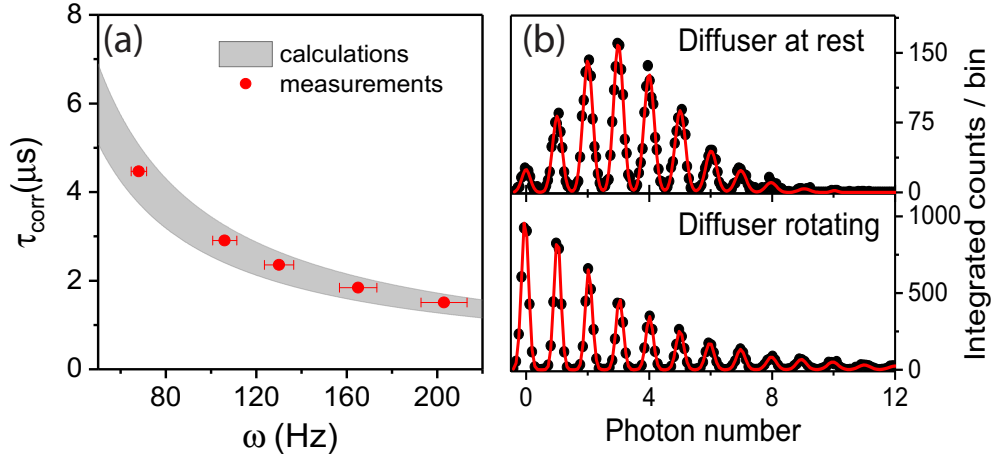 (a)
calculations
measurements
τcorr(μs)
8
6
4
2
0
80 120 160 200
ω (Hz)
(b)
Diffuser at rest
150
75
0
Diffuser rotating
1000
500
0
Integrated counts / bin
0 4 8 12
Photon number